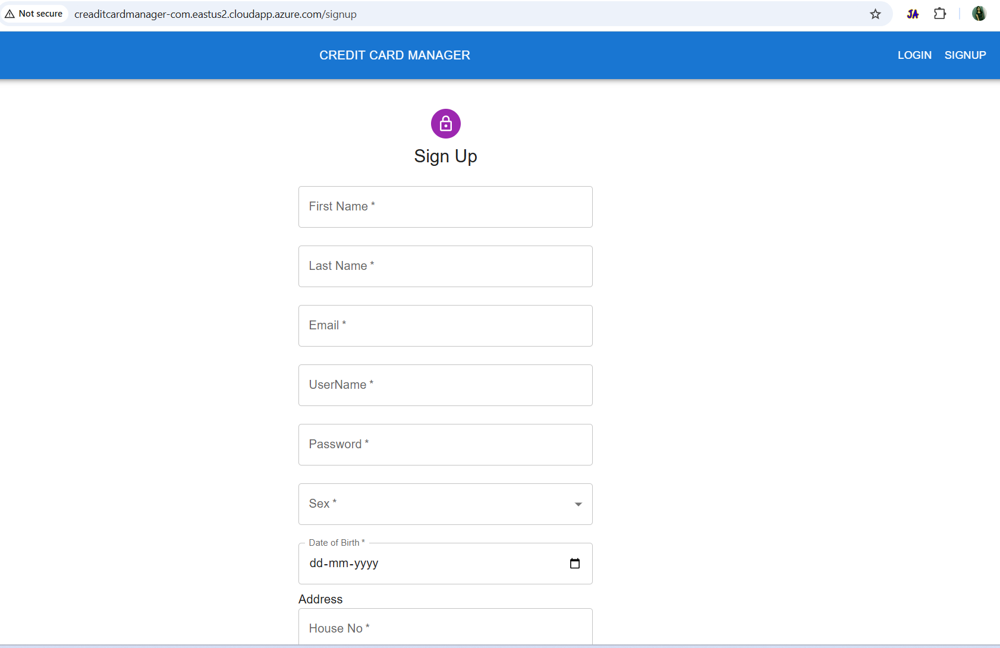 Not secure creaditcardmanager-com.eastus2.cloudapp.azure.com/signup JA
CREDIT CARD MANAGER LOGIN SIGNUP
Sign Up
First Name *
Last Name *
Email *
UserName *
Password *
Sex *
Date of Birth *
dd-mm-yyyy
Address
House No *